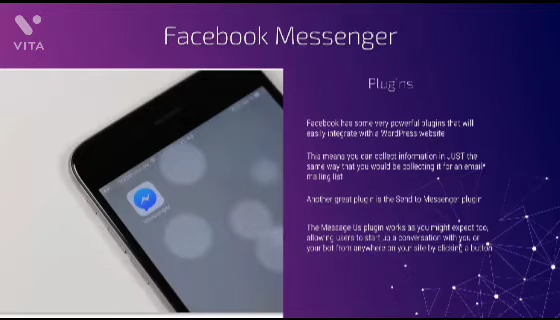 VITA
Facebook Messenger
Plugins
Facebook has some very powerful plugins that will
easily integrate with a WordPress website
This means you can collect information in JUST the
same way that you would be collecting it for an email
mailing list
Another great plugin is the Send to Messenger plugin
The Message Us plugin works as you might expect too,
allowing users to start up a conversation with you or
your bot from anywhere on your site by clicking a button
Messenger